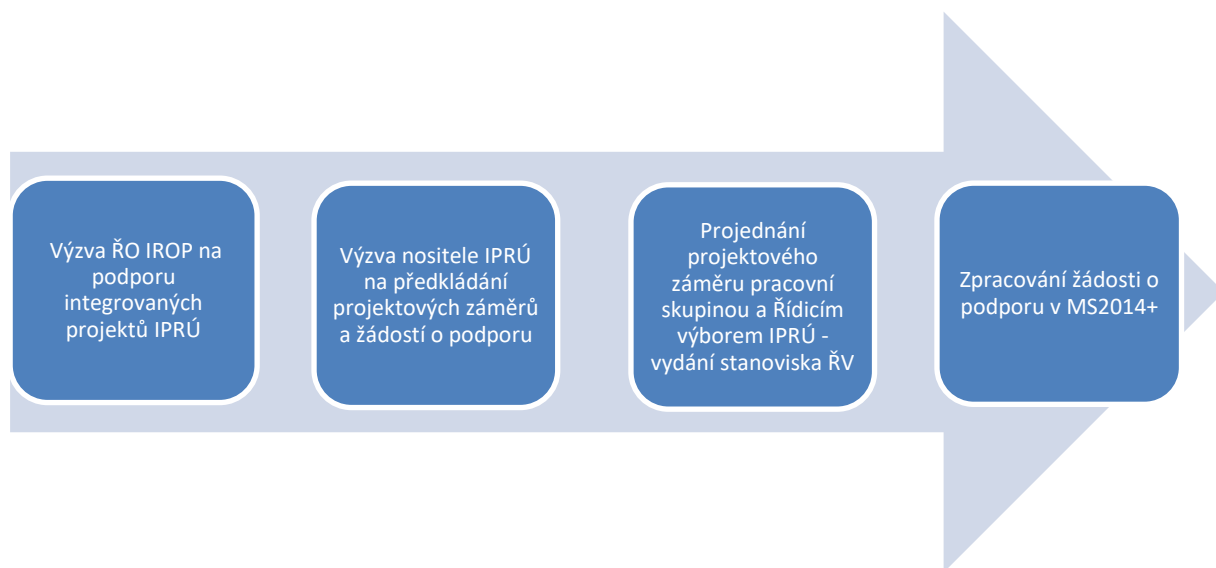 Výzva ŘO IROP na
podporu
integrovaných
projektů IPRÚ
Výzva nositele IPRÚ
na předkládání
projektových záměrů
a žádostí o podporu
Projednání
projektového
záměru pracovní
skupinou a Řídicím
výborem IPRÚ -
vydání stanoviska ŘV
Zpracování žádosti o
podporu v MS2014+